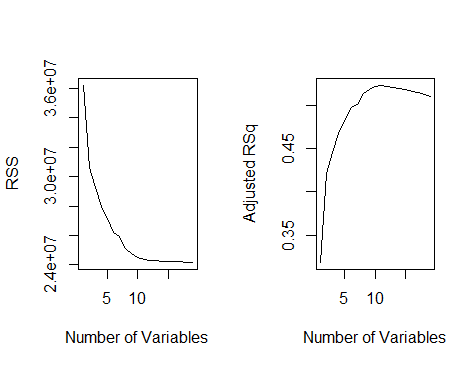 RSS
3.6e+07
3.0e+07
2.4e+07
5 10
Number of Variables
Adjusted RSq
0.45
0.35
5 10
Number of Variables